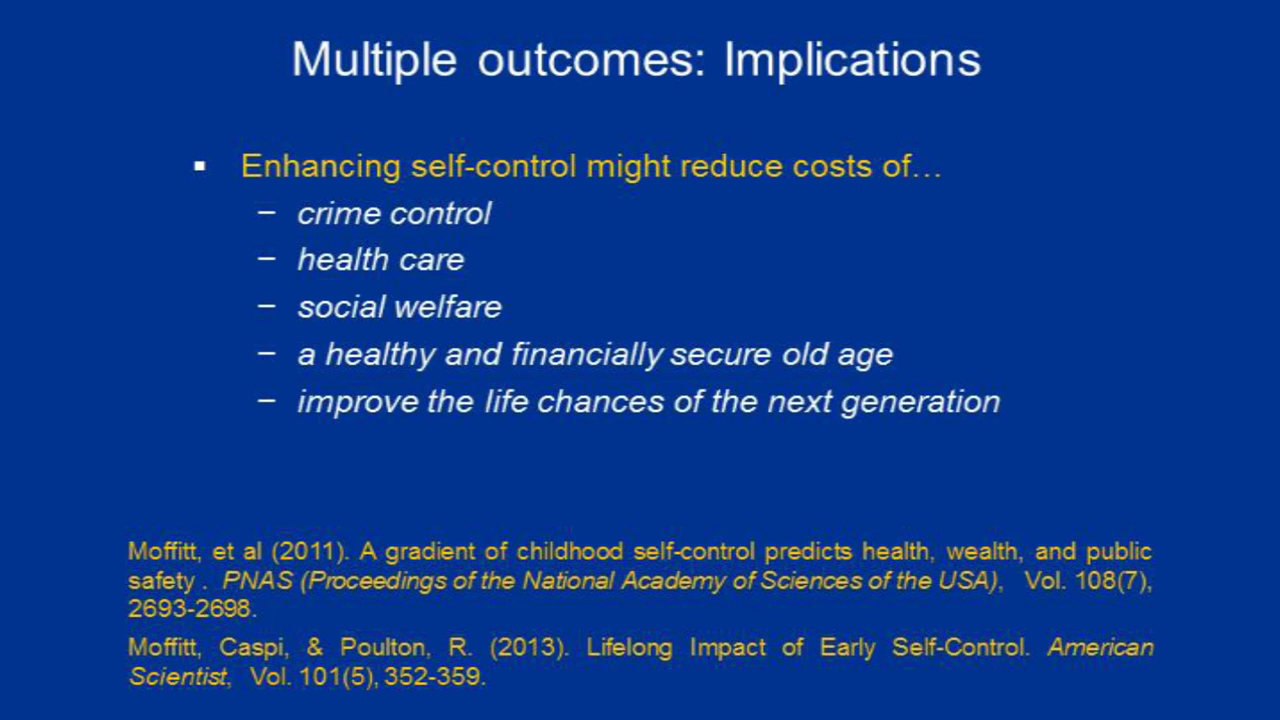 Multiple outcomes: Implications
▪ Enhancing self-control might reduce costs of…
– crime control
– health care
– social welfare
– a healthy and financially secure old age
– improve the life chances of the next generation
Moffitt, et al (2011). A gradient of childhood self-control predicts health, wealth, and public
safety . PNAS (Proceedings of the National Academy of Sciences of the USA), Vol. 108(7),
2693-2698.
Moffitt, Caspi, & Poulton, R. (2013). Lifelong Impact of Early Self-Control. American
Scientist, Vol. 101(5), 352-359.